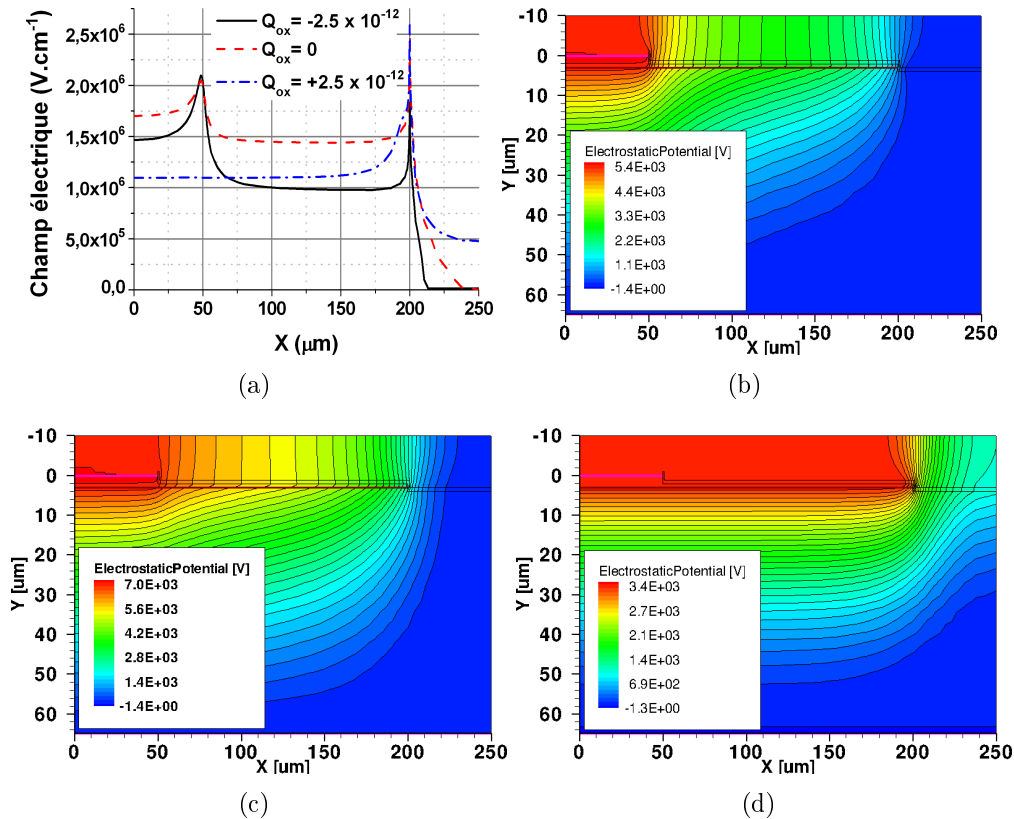 Champ électrique (V.cm⁻¹)
2,5x10⁶
2,0x10⁶
1,5x10⁶
1,0x10⁶
5,0x10⁵
0,0
Qox= -2.5 x 10⁻¹²
Qox= 0
Qox= +2.5 x 10⁻¹²
0 50 100 150 200 250
X (μm)
(a)
-10
0
10
20
30
40
50
60
Y [um]
ElectrostaticPotential [V]
5.4E+03
4.4E+03
3.3E+03
2.2E+03
1.1E+03
-1.4E+00
0 50 100 150 200 250
X [um]
(b)
-10
0
10
20
30
40
50
60
Y [um]
ElectrostaticPotential [V]
7.0E+03
5.6E+03
4.2E+03
2.8E+03
1.4E+03
-1.4E+00
0 50 100 150 200 250
X [um]
(c)
-10
0
10
20
30
40
50
60
Y [um]
ElectrostaticPotential [V]
3.4E+03
2.7E+03
2.1E+03
1.4E+03
6.9E+02
-1.3E+00
0 50 100 150 200 250
X [um]
(d)